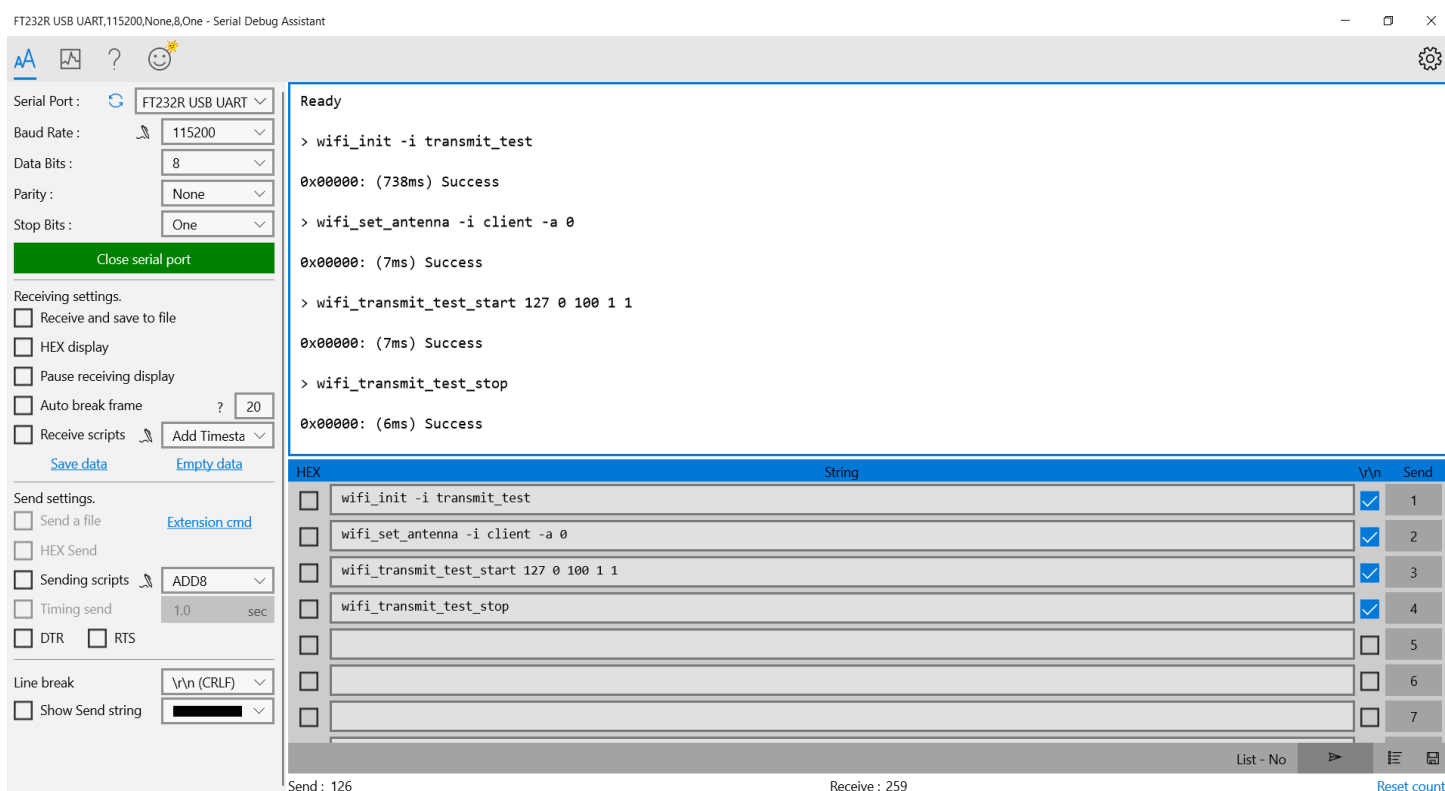 FT232R USB UART,115200,None,8,One - Serial Debug Assistant
AA
Serial Port :
FT232R USB UART
Baud Rate :
115200
Data Bits :
8
Parity :
None
Stop Bits :
One
Close serial port
Receiving settings.
Receive and save to file
HEX display
Pause receiving display
Auto break frame ? 20
Receive scripts
Add Timesta
Save data
Empty data
Send settings.
Send a file
Extension cmd
HEX Send
Sending scripts
ADD8
Timing send
1.0 sec
DTR
RTS
Line break
\r\n (CRLF)
Show Send string
Ready
> wifi_init -i transmit_test
0x00000: (738ms) Success
> wifi_set_antenna -i client -a 0
0x00000: (7ms) Success
> wifi_transmit_test_start 127 0 100 1 1
0x00000: (7ms) Success
> wifi_transmit_test_stop
0x00000: (6ms) Success
HEX String \r\n Send
wifi_init -i transmit_test 1
wifi_set_antenna -i client -a 0 2
wifi_transmit_test_start 127 0 100 1 1 3
wifi_transmit_test_stop 4
5
6
7
List - No
Send : 126
Receive : 259
Reset count